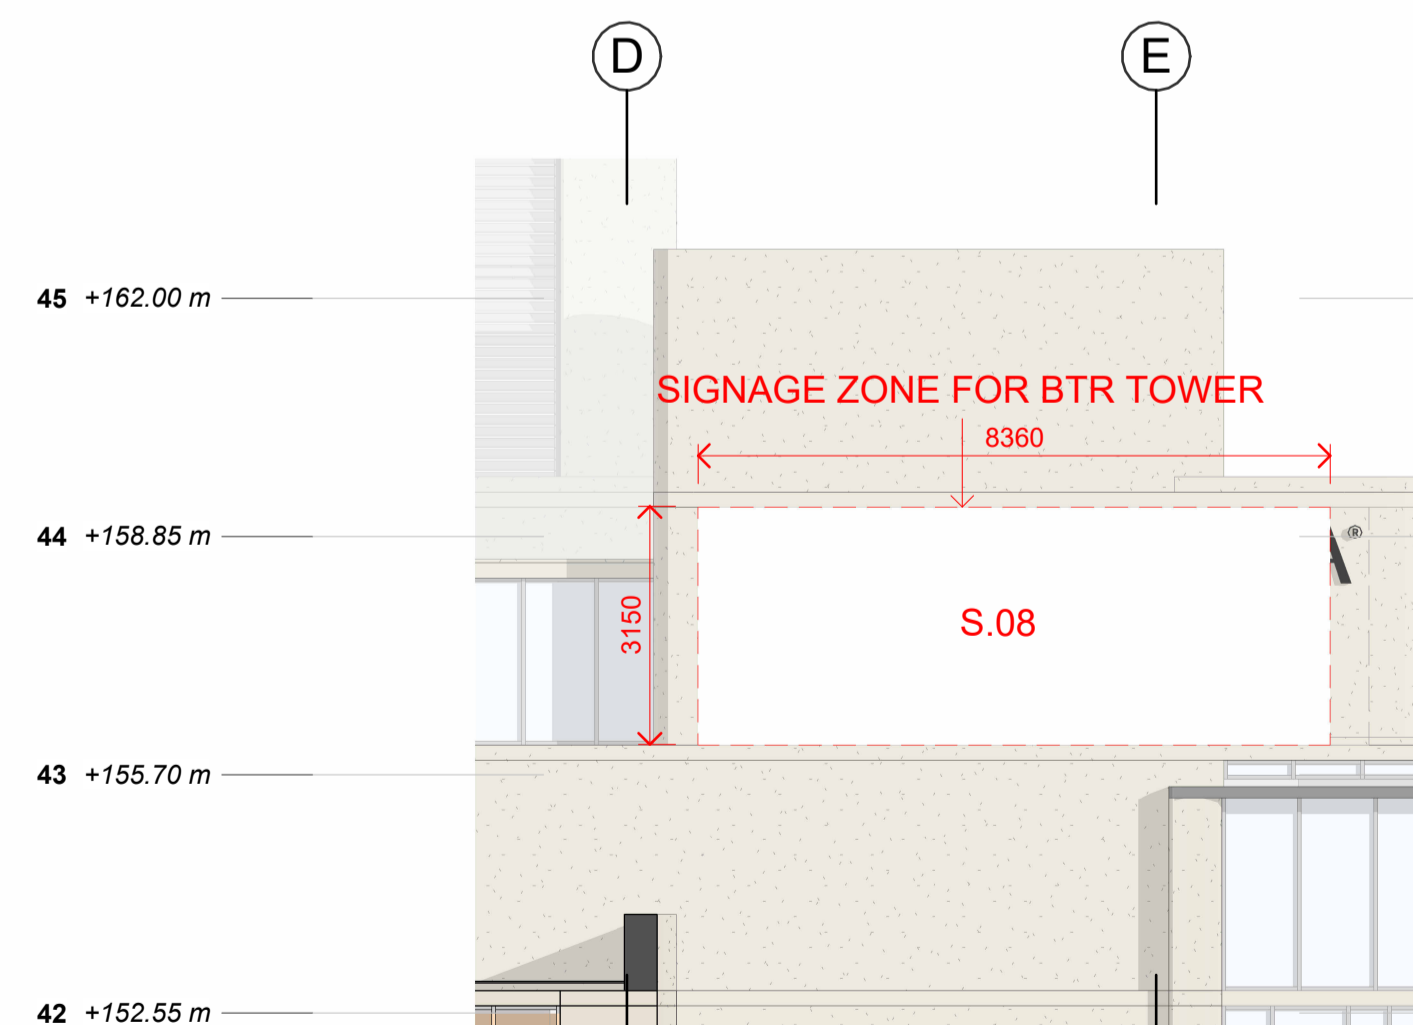 D
E
45 +162.00 m
SIGNAGE ZONE FOR BTR TOWER
8360
44 +158.85 m
®
3150
S.08
43 +155.70 m
42 +152.55 m